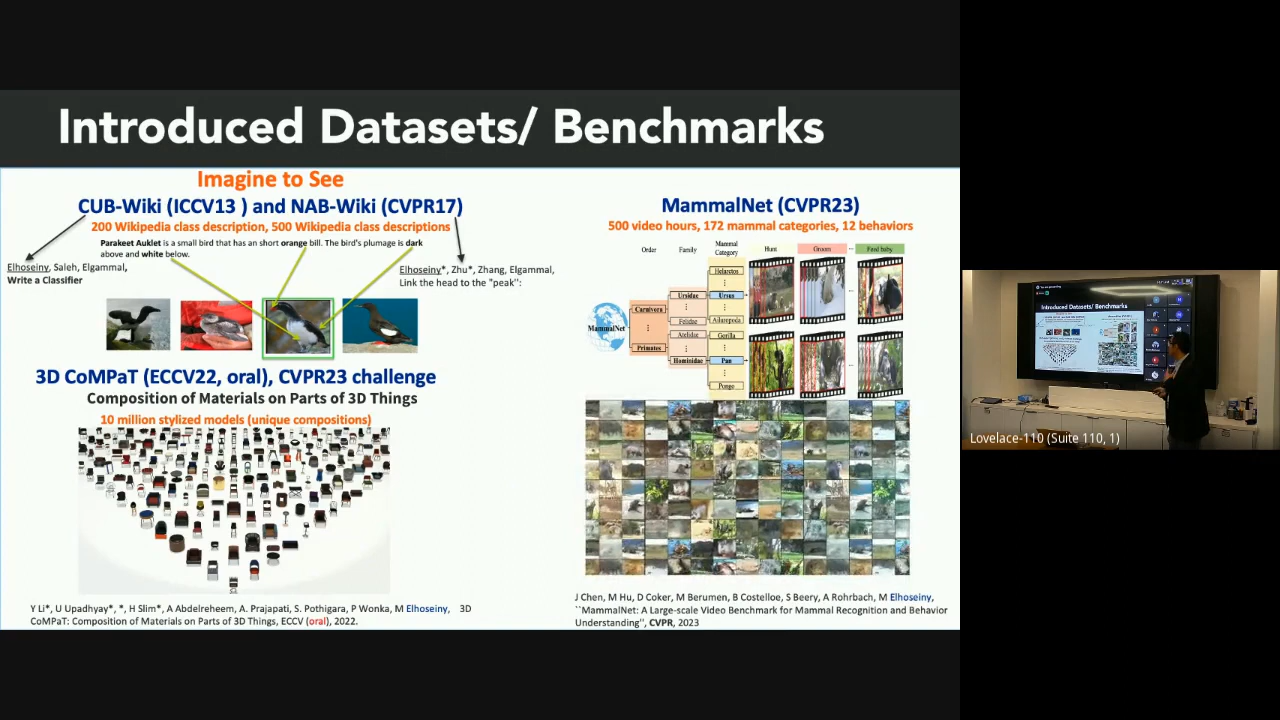 Introduced Datasets/ Benchmarks
Imagine to See
CUB-Wiki (ICCV13 ) and NAB-Wiki (CVPR17)
200 Wikipedia class description, 500 Wikipedia class descriptions
Parakeet Auklet is a small bird that has an short orange bill. The bird's plumage is dark
above and white below.
Elhoseiny, Saleh, Elgammal,
Write a Classifier
Elhoseiny*, Zhu*, Zhang, Elgammal,
Link the head to the "peak":
3D CoMPaT (ECCV22, oral), CVPR23 challenge
Composition of Materials on Parts of 3D Things
10 million stylized models (unique compositions)
Y Li*, U Upadhyay*, *, H Slim*, A Abdelreheem, A. Prajapati, S. Pothigara, P Wonka, M Elhoseiny, 3D
CoMPaT: Composition of Materials on Parts of 3D Things, ECCV (oral), 2022.
MammalNet (CVPR23)
500 video hours, 172 mammal categories, 12 behaviors
Order Family Mammal Category Hunt Groom ... Feed baby
MammalNet
Carnivora
Primates
Ursidae
Felidae
Atelidae
Hominidae
Helarctos
Ursus
Ailuropoda
Gorilla
Pan
Pongo
J Chen, M Hu, D Coker, M Berumen, B Costelloe, S Beery, A Rohrbach, M Elhoseiny,
``MammalNet: A Large-scale Video Benchmark for Mammal Recognition and Behavior
Understanding'', CVPR, 2023
Introduced Datasets/ Benchmarks
Lovelace-110 (Suite 110, 1)